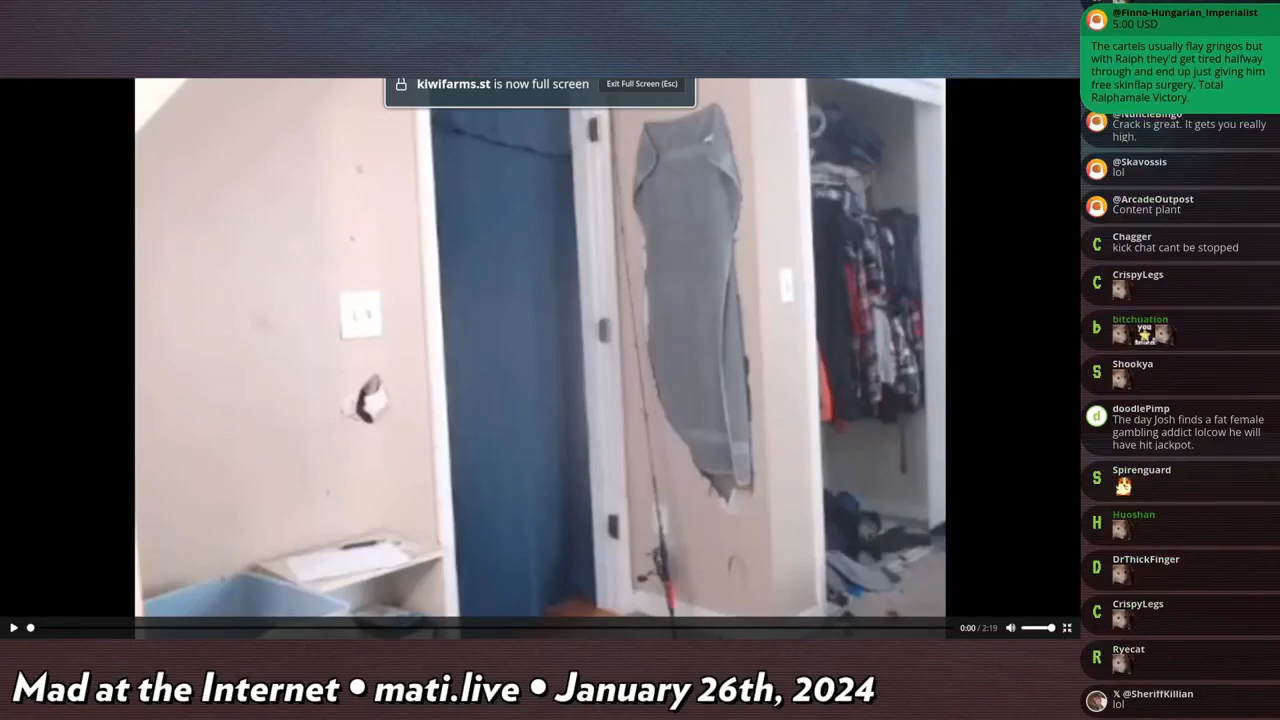 kiwifarms.st is now full screen
Exit Full Screen (Esc)
0:00 / 2:19
Mad at the Internet • mati.live • January 26th, 2024
@Finno-Hungarian_Imperialist
5.00 USD
The cartels usually flay gringos but
with Ralph they'd get tired halfway
through and end up just giving him
free skinflap surgery. Total
Ralphamale Victory.
@NuncleBingo
Crack is great. It gets you really
high.
@Skavossis
lol
@ArcadeOutpost
Content plant
C
Chagger
kick chat cant be stopped
C
CrispyLegs
b
bitchuation
you
S
Shookya
d
doodlePimp
The day Josh finds a fat female
gambling addict lolcow he will
have hit jackpot.
S
Spirenguard
H
Huoshan
D
DrThickFinger
C
CrispyLegs
R
Ryecat
𝕏 @SheriffKillian
lol